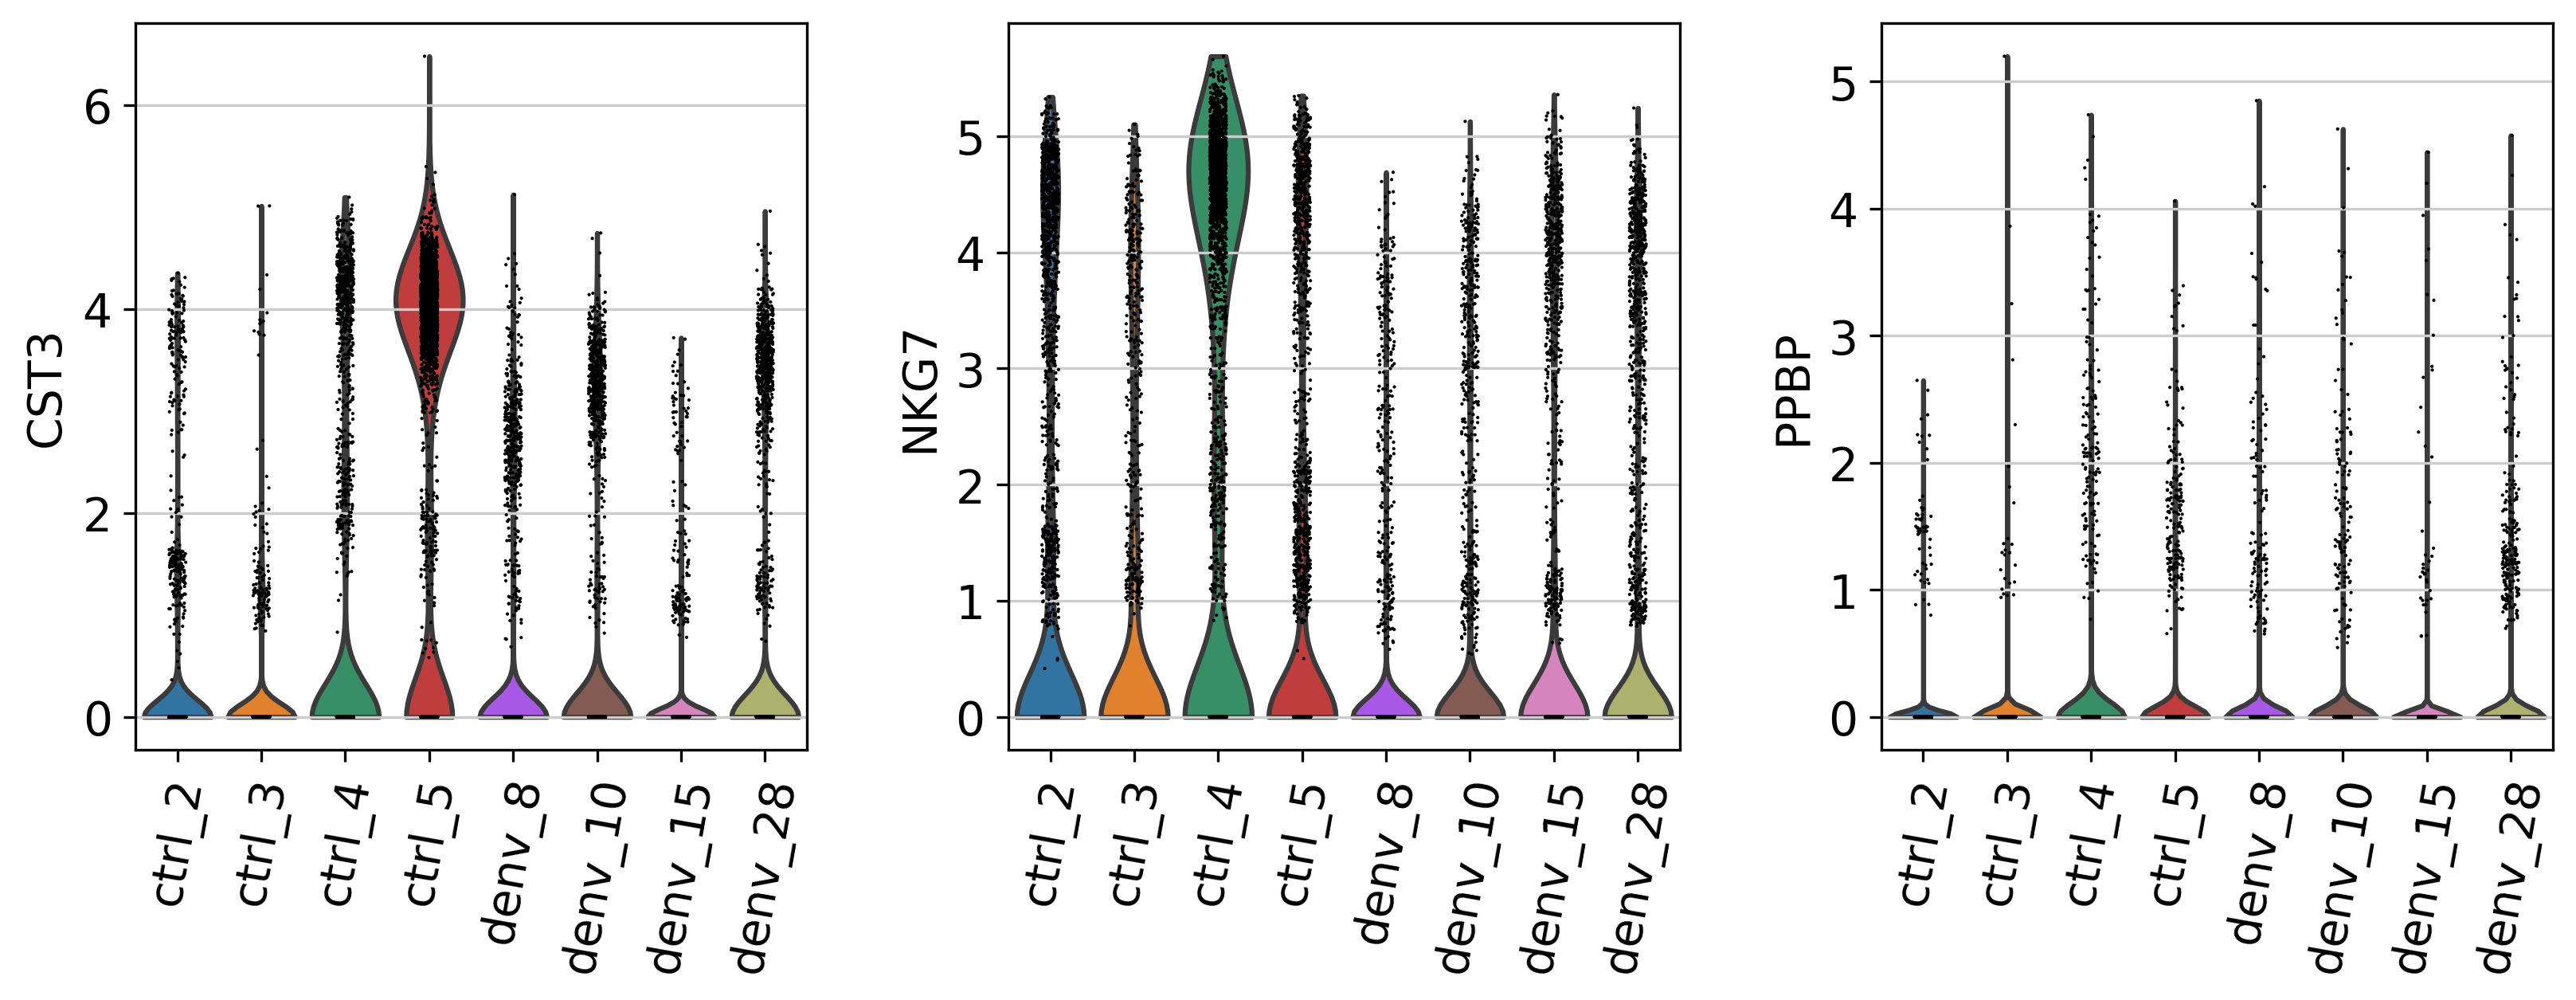 CST3
6
4
2
0
ctrl_2
ctrl_3
ctrl_4
ctrl_5
denv_8
denv_10
denv_15
denv_28
NKG7
5
4
3
2
1
0
ctrl_2
ctrl_3
ctrl_4
ctrl_5
denv_8
denv_10
denv_15
denv_28
PPBP
5
4
3
2
1
0
ctrl_2
ctrl_3
ctrl_4
ctrl_5
denv_8
denv_10
denv_15
denv_28